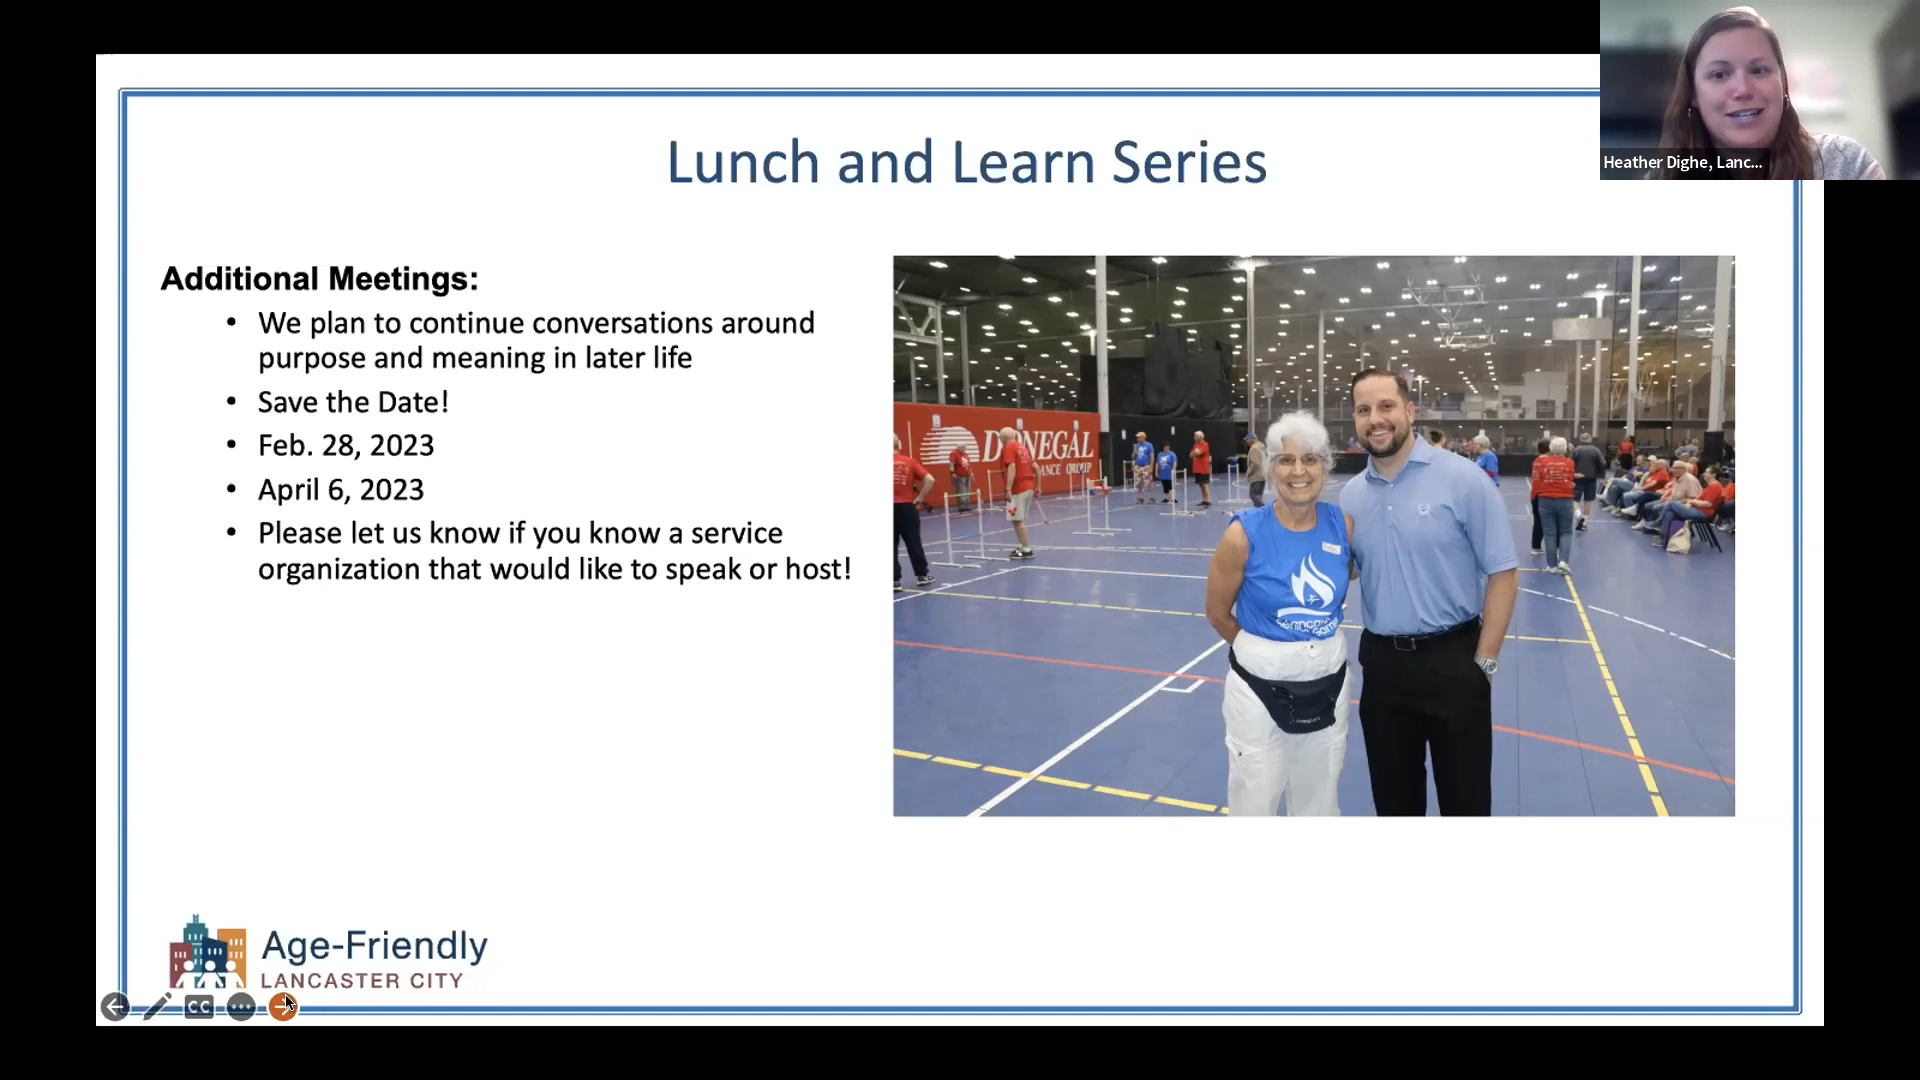 Lunch and Learn Series
Heather Dighe, Lanc...
Additional Meetings:
• We plan to continue conversations around
purpose and meaning in later life
• Save the Date!
• Feb. 28, 2023
• April 6, 2023
• Please let us know if you know a service
organization that would like to speak or host!
DONEGAL
Age-Friendly
LANCASTER CITY
CC